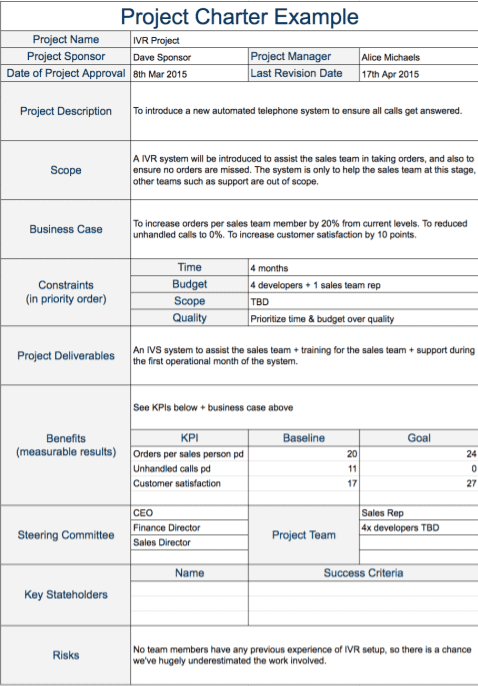 Project Charter Example
Project Name IVR Project
Project Sponsor Dave Sponsor Project Manager Alice Michaels
Date of Project Approval 8th Mar 2015 Last Revision Date 17th Apr 2015
Project Description To introduce a new automated telephone system to ensure all calls get answered.
Scope
A IVR system will be introduced to assist the sales team in taking orders, and also to
ensure no orders are missed. The system is only to help the sales team at this stage,
other teams such as support are out of scope.
Business Case
To increase orders per sales team member by 20% from current levels. To reduced
unhandled calls to 0%. To increase customer satisfaction by 10 points.
Constraints
(in priority order)
Time 4 months
Budget 4 developers + 1 sales team rep
Scope TBD
Quality Prioritize time & budget over quality
Project Deliverables
An IVS system to assist the sales team + training for the sales team + support during
the first operational month of the system.
Benefits
(measurable results)
See KPIs below + business case above
KPI Baseline Goal
Orders per sales person pd 20 24
Unhandled calls pd 11 0
Customer satisfaction 17 27
Steering Committee
CEO
Finance Director
Sales Director
Project Team
Sales Rep
4x developers TBD
Key Stateholders
Name Success Criteria
Risks
No team members have any previous experience of IVR setup, so there is a chance
we've hugely underestimated the work involved.